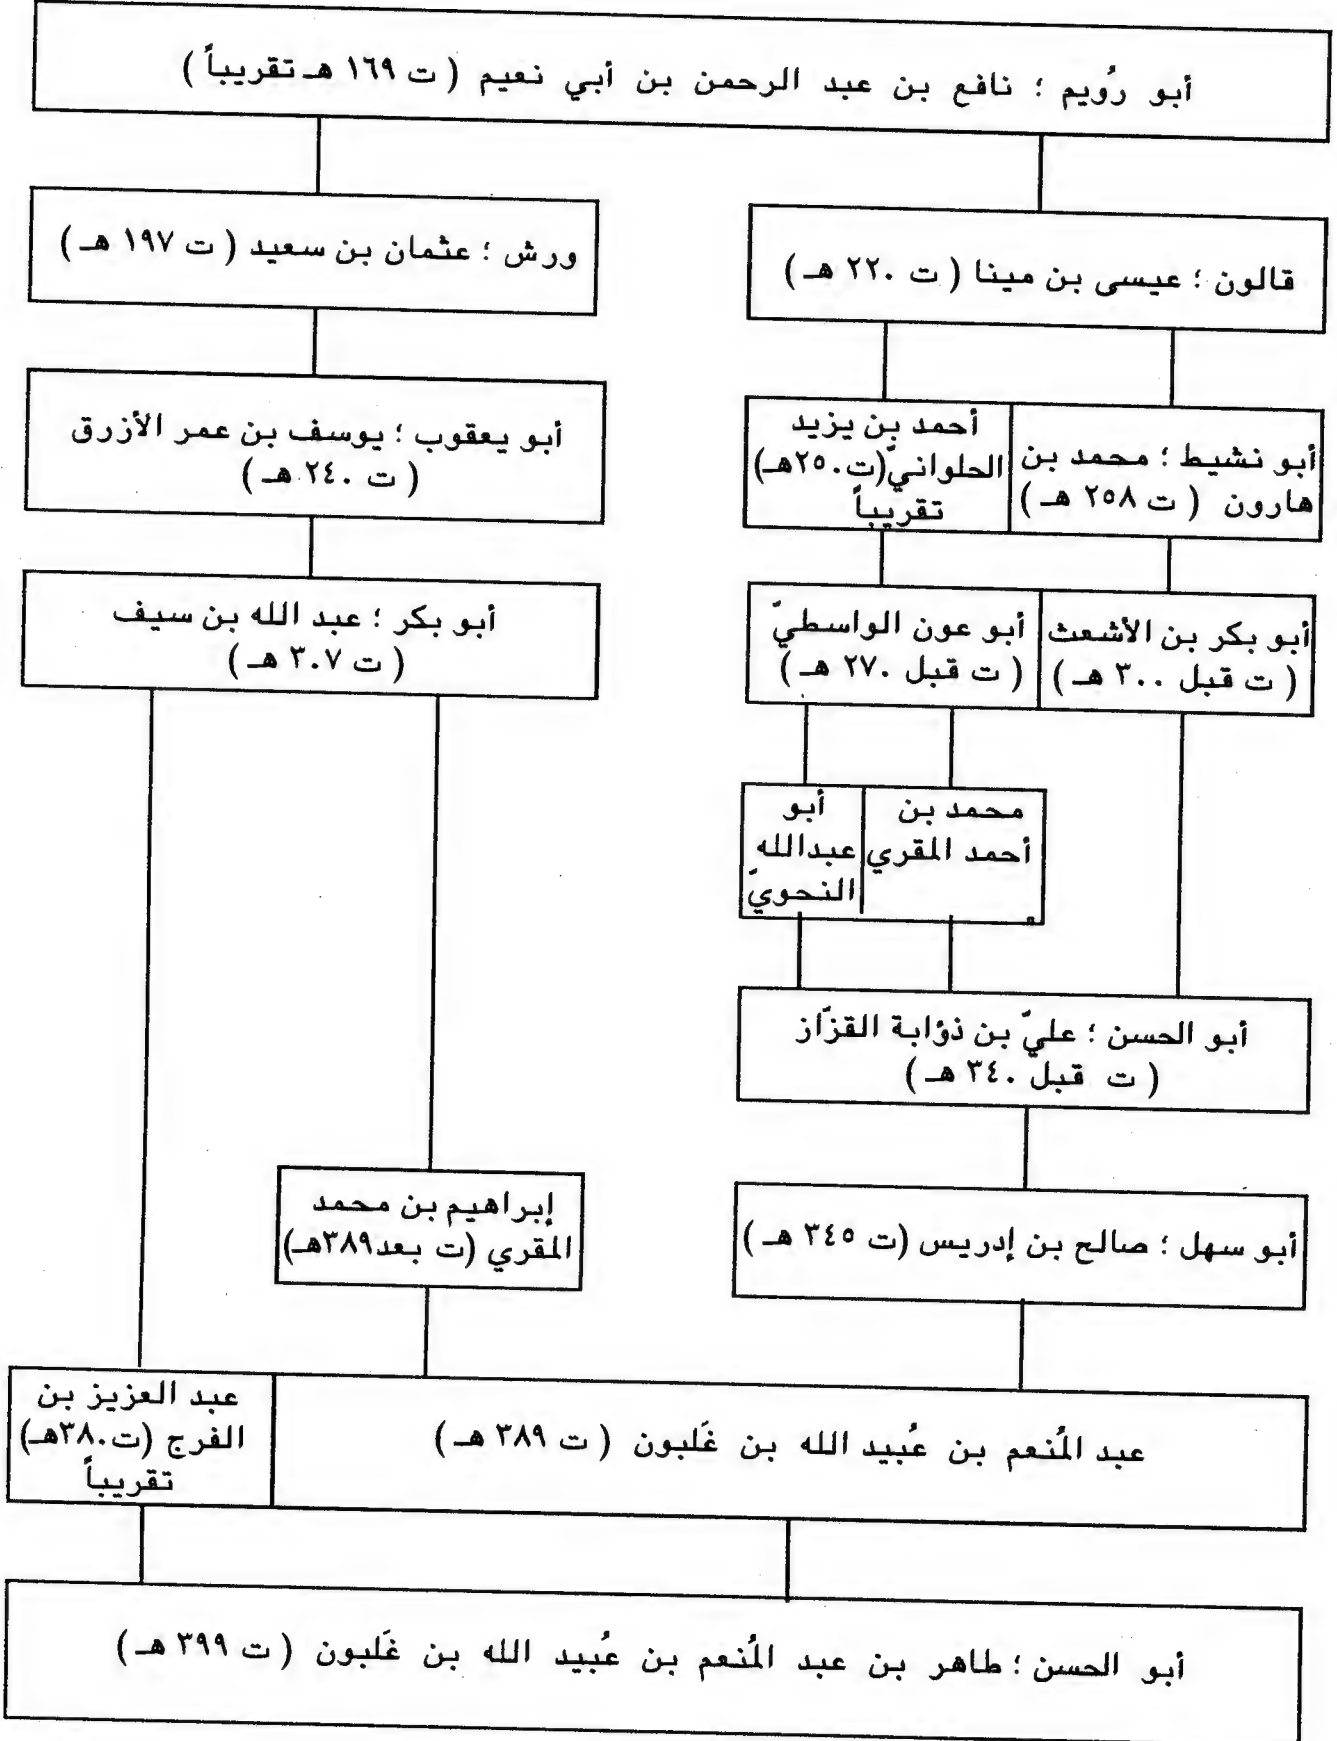 أبو رُويم ؛ نافع بن عبد الرحمن بن أبي نعيم ( ت ١٦٩ هـ تقريباً )
قالون ؛ عيسى بن مينا ( ت ٢٢٠ هـ )
ورش ؛ عثمان بن سعيد ( ت ١٩٧ هـ )
أبو نشيط ؛ محمد بن
هارون ( ت ٢٥٨ هـ )
أحمد بن يزيد
الحلوانيّ (ت ٢٥٠هـ)
تقريباً
أبو يعقوب ؛ يوسف بن عمر الأزرق
( ت ٢٤٠ هـ )
أبو بكر بن الأشعث
( ت قبل ٣٠٠ هـ )
أبو عون الواسطيّ
( ت قبل ٢٧٠ هـ )
أبو بكر ؛ عبد الله بن سيف
( ت ٣٠٧ هـ )
محمد بن
أحمد المقري
أبو
عبدالله
النحويّ
أبو الحسن ؛ عليّ بن ذؤابة القزّاز
( ت قبل ٣٤٠ هـ )
أبو سهل ؛ صالح بن إدريس (ت ٣٤٥ هـ )
إبراهيم بن محمد
المقري (ت بعد ٣٨٩هـ)
عبد المُنعم بن عُبيد الله بن غَلبون ( ت ٣٨٩ هـ )
عبد العزيز بن
الفرج (ت ٣٨٠هـ)
تقريباً
أبو الحسن ؛ طاهر بن عبد المُنعم بن عُبيد الله بن غَلبون ( ت ٣٩٩ هـ )